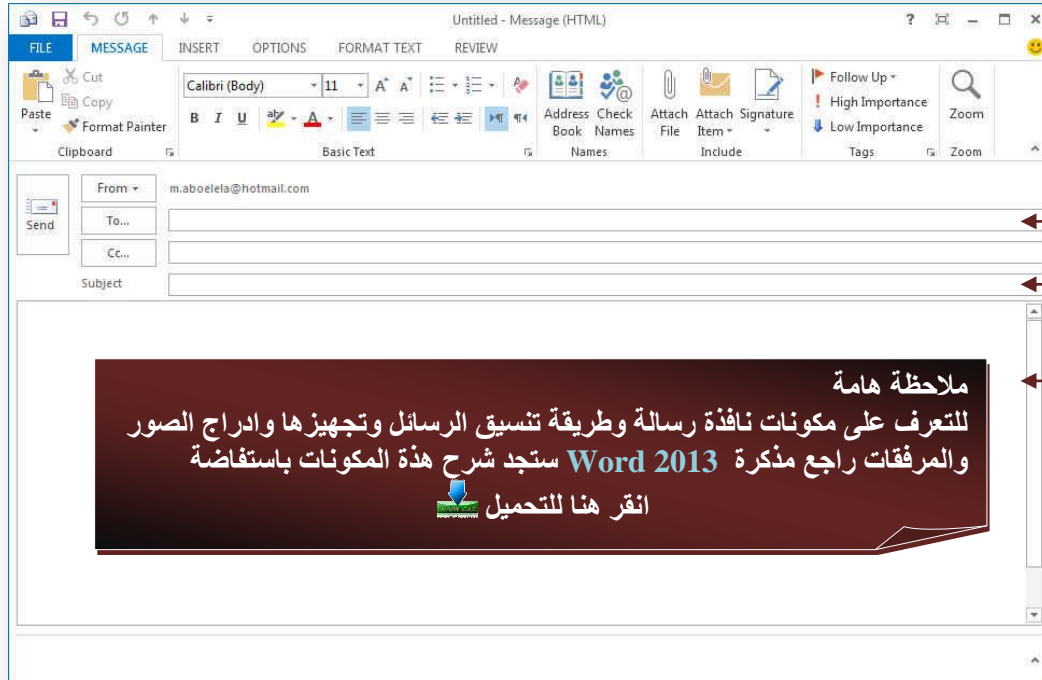 Untitled - Message (HTML)
FILE MESSAGE INSERT OPTIONS FORMAT TEXT REVIEW
Paste
Cut
Copy
Format Painter
Clipboard
Calibri (Body) 11
B I U
Basic Text
Address Book
Check Names
Names
Attach File
Attach Item
Signature
Include
Follow Up
High Importance
Low Importance
Tags
Zoom
Zoom
Send
From m.aboelela@hotmail.com
To...
Cc...
Subject
ملاحظة هامة
للتعرف على مكونات نافذة رسالة وطريقة تنسيق الرسائل وتجهيزها وادراج الصور
والمرفقات راجع مذكرة Word 2013 ستجد شرح هذة المكونات باستفاضة
انقر هنا للتحميل